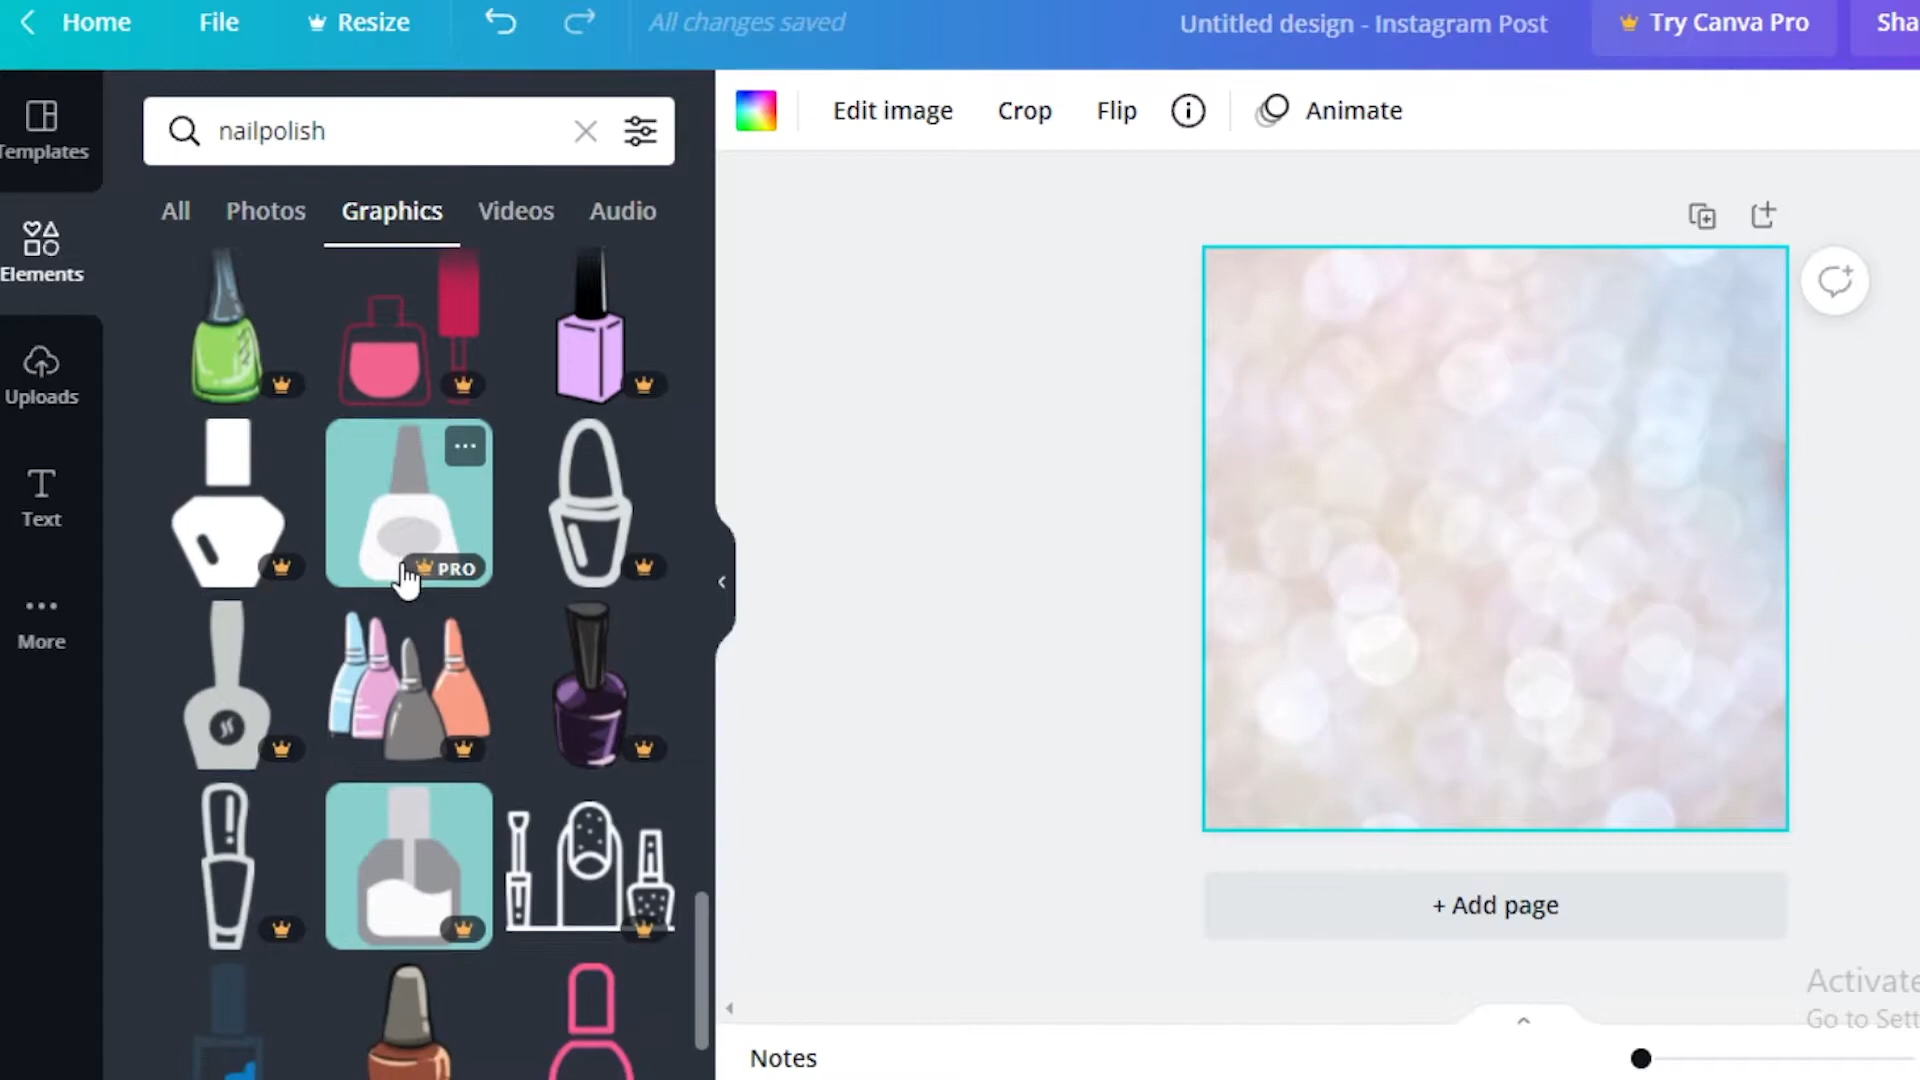 Home File Resize All changes saved Untitled design - Instagram Post Try Canva Pro Sha
Templates
Elements
Uploads
Text
More
nailpolish
All Photos Graphics Videos Audio
PRO
Edit image Crop Flip Animate
+ Add page
Activate
Go to Sett
Notes